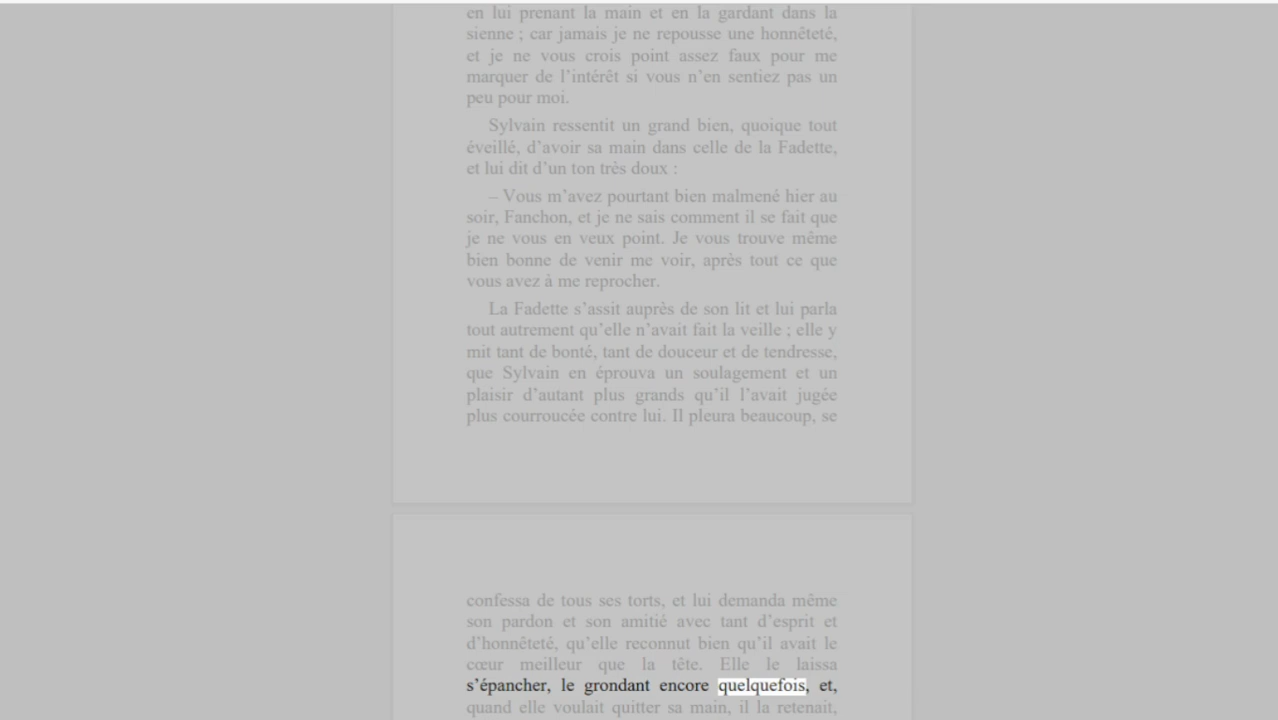 en lui prenant la main et en la gardant dans la
sienne ; car jamais je ne repousse une honnêteté,
et je ne vous crois point assez faux pour me
marquer de l’intérêt si vous n’en sentiez pas un
peu pour moi.
Sylvain ressentit un grand bien, quoique tout
éveillé, d’avoir sa main dans celle de la Fadette,
et lui dit d’un ton très doux :
– Vous m’avez pourtant bien malmené hier au
soir, Fanchon, et je ne sais comment il se fait que
je ne vous en veux point. Je vous trouve même
bien bonne de venir me voir, après tout ce que
vous avez à me reprocher.
La Fadette s’assit auprès de son lit et lui parla
tout autrement qu’elle n’avait fait la veille ; elle y
mit tant de bonté, tant de douceur et de tendresse,
que Sylvain en éprouva un soulagement et un
plaisir d’autant plus grands qu’il l’avait jugée
plus courroucée contre lui. Il pleura beaucoup, se
confessa de tous ses torts, et lui demanda même
son pardon et son amitié avec tant d’esprit et
d’honnêteté, qu’elle reconnut bien qu’il avait le
cœur meilleur que la tête. Elle le laissa
s’épancher, le grondant encore quelquefois, et,
quand elle voulait quitter sa main, il la retenait,